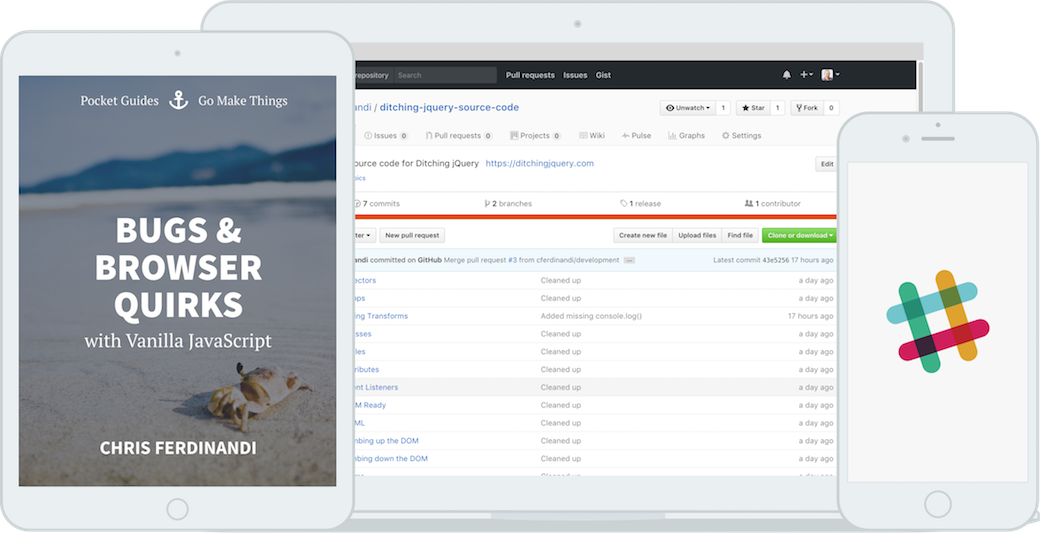 Pocket Guides Go Make Things
BUGS &
BROWSER
QUIRKS
with Vanilla JavaScript
CHRIS FERDINANDI
repository Search Pull requests Issues Gist
andi / ditching-jquery-source-code Unwatch 1 Star 1 Fork 0
Issues 0 Pull requests 0 Projects 0 Wiki Pulse Graphs Settings
ource code for Ditching jQuery https://ditchingjquery.com Edit
ics
7 commits 2 branches 1 release 1 contributor
ter New pull request Create new file Upload files Find file Clone or download
andi committed on GitHub Merge pull request #3 from cferdinandi/development ... Latest commit 43e5256 17 hours ago
ectors Cleaned up a day ago
ops Cleaned up a day ago
ing Transforms Added missing console.log() 17 hours ago
sses Cleaned up a day ago
les Cleaned up a day ago
ributes Cleaned up a day ago
ent Listeners Cleaned up a day ago
M Ready Cleaned up a day ago
ML Cleaned up a day ago
mbing up the DOM Cleaned up a day ago
mbing down the DOM Cleaned up a day ago